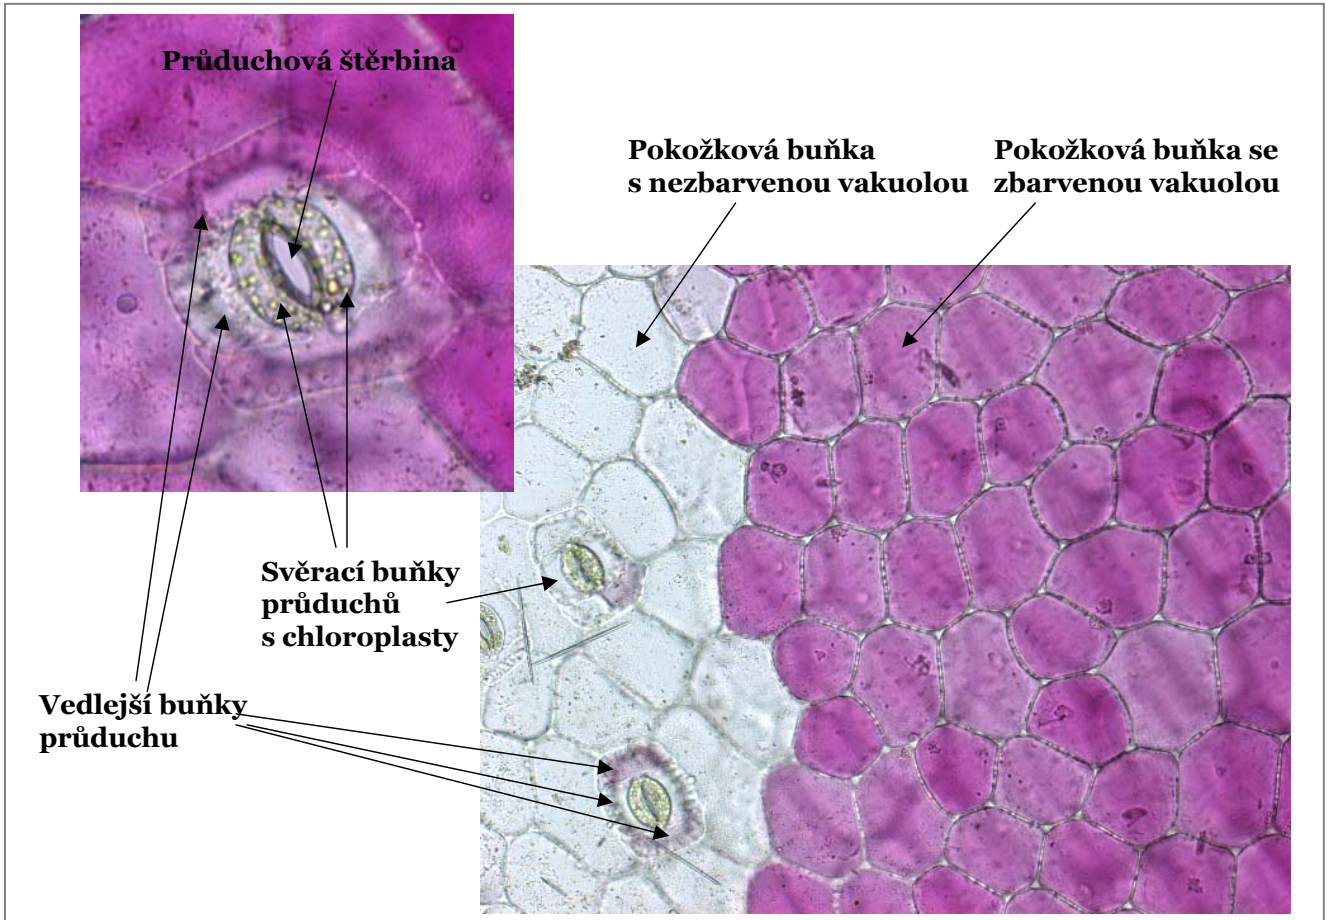 Průduchová štěrbina
Pokožková buňka
s nezbarvenou vakuolou
Pokožková buňka se
zbarvenou vakuolou
Svěrací buňky
průduchů
s chloroplasty
Vedlejší buňky
průduchu